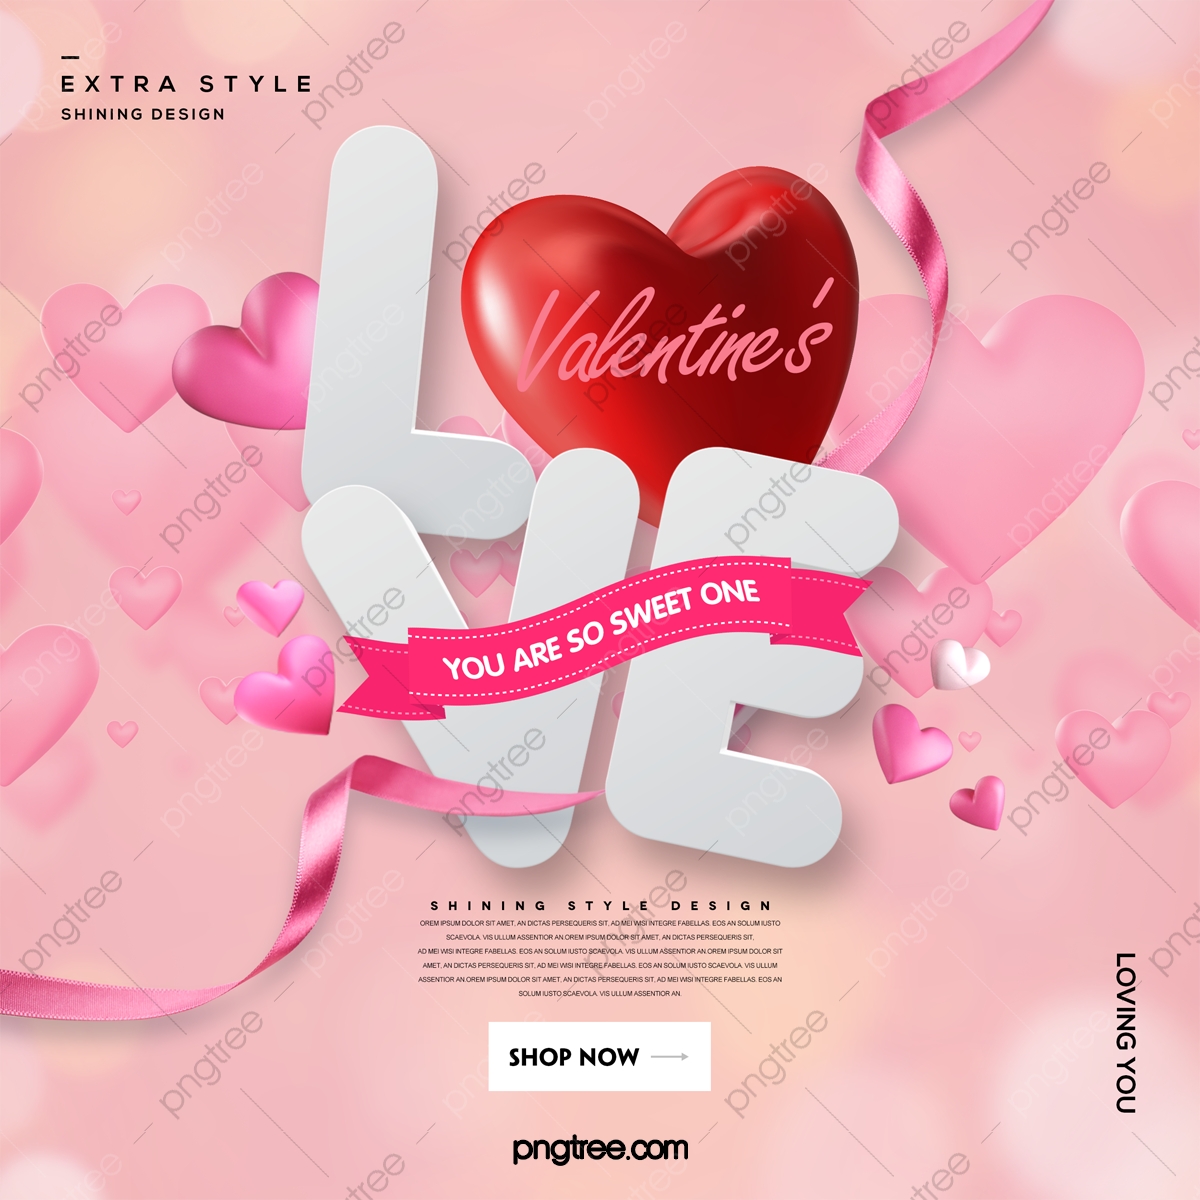 EXTRA STYLE
SHINING DESIGN
L
Valentine's
VE
YOU ARE SO SWEET ONE
SHINING STYLE DESIGN
OREM IPSUM DOLOR SIT AMET, AN DICTAS PERSEQUERIS SIT, AD MEI WISI INTEGRE FABELLAS. EOS AN SOLUM IUSTO
SCAEVOLA. VIS ULLUM ASSENTIOR AN.OREM IPSUM DOLOR SIT AMET, AN DICTAS PERSEQUERIS SIT,
AD MEI WISI INTEGRE FABELLAS. EOS AN SOLUM IUSTO SCAEVOLA. VIS ULLUM ASSENTIOR AN.OREM IPSUM DOLOR SIT
AMET, AN DICTAS PERSEQUERIS SIT, AD MEI WISI INTEGRE FABELLAS. EOS AN SOLUM IUSTO SCAEVOLA. VIS ULLUM
ASSENTIOR AN.OREM IPSUM DOLOR SIT AMET, AN DICTAS PERSEQUERIS SIT, AD MEI WISI INTEGRE FABELLAS. EOS AN
SOLUM IUSTO SCAEVOLA. VIS ULLUM ASSENTIOR AN.
SHOP NOW
LOVING YOU
pngtree.com
pngtree